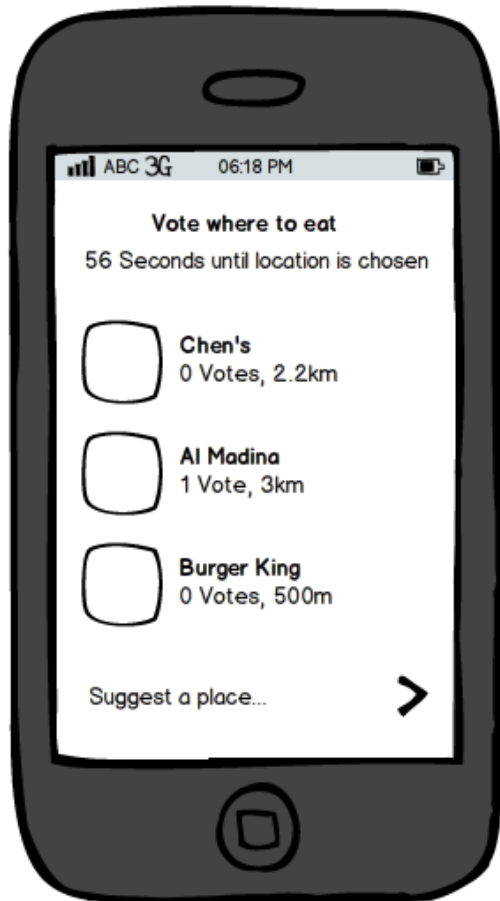 ABC 3G 06:18 PM
Vote where to eat
56 Seconds until location is chosen
Chen's
0 Votes, 2.2km
Al Madina
1 Vote, 3km
Burger King
0 Votes, 500m
Suggest a place...